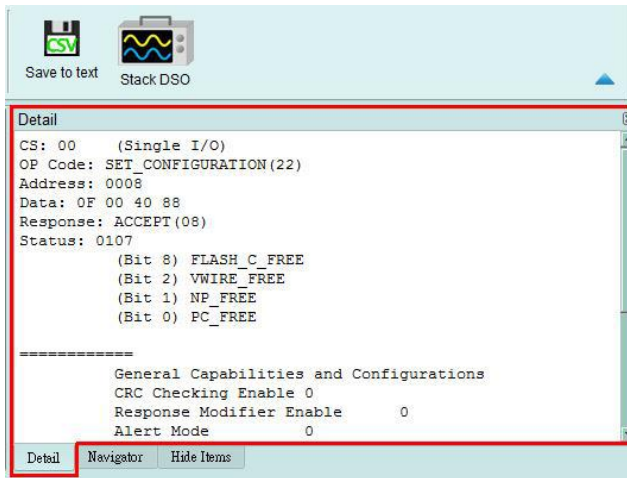 CSV
Save to text
Stack DSO
Detail
CS: 00 (Single I/O)
OP Code: SET_CONFIGURATION(22)
Address: 0008
Data: 0F 00 40 88
Response: ACCEPT(08)
Status: 0107
(Bit 8) FLASH_C_FREE
(Bit 2) VWIRE_FREE
(Bit 1) NP_FREE
(Bit 0) PC_FREE
============
General Capabilities and Configurations
CRC Checking Enable 0
Response Modifier Enable 0
Alert Mode 0
Detail Navigator Hide Items